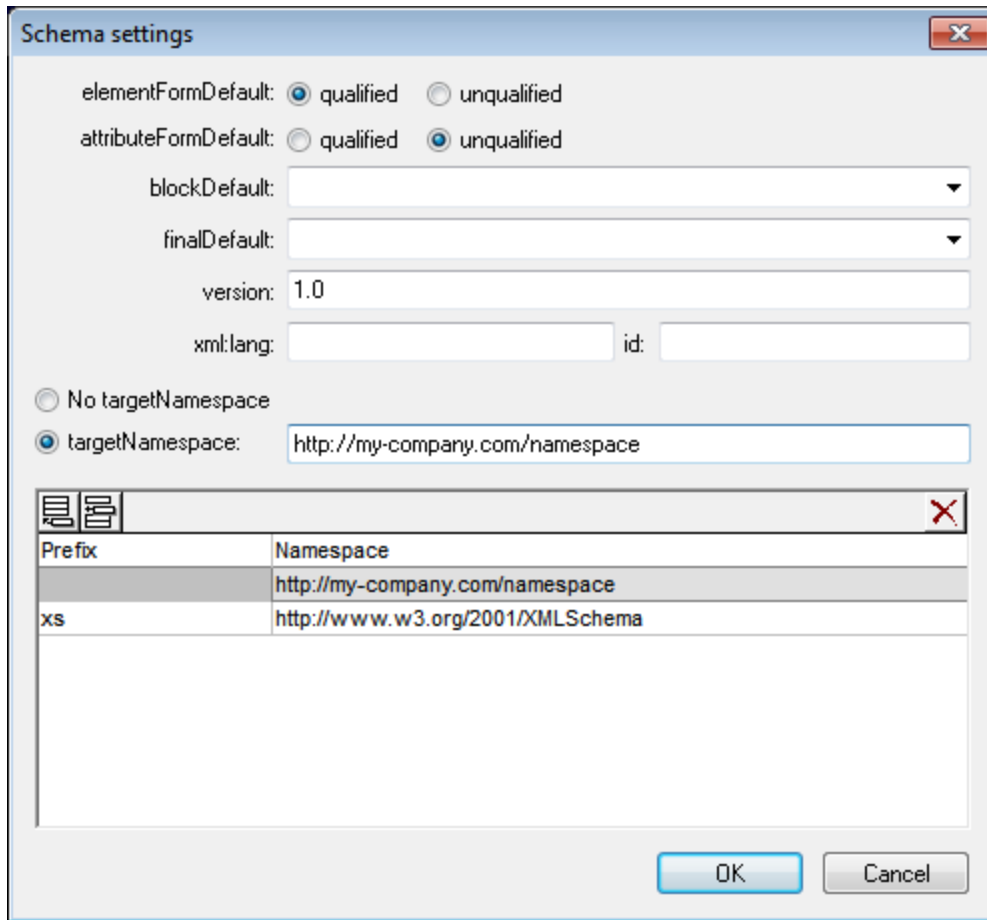 Schema settings
elementFormDefault: qualified unqualified
attributeFormDefault: qualified unqualified
blockDefault:
finalDefault:
version: 1.0
xml:lang: id:
No targetNamespace
targetNamespace: http://my-company.com/namespace
Prefix Namespace
http://my-company.com/namespace
xs http://www.w3.org/2001/XMLSchema
OK Cancel